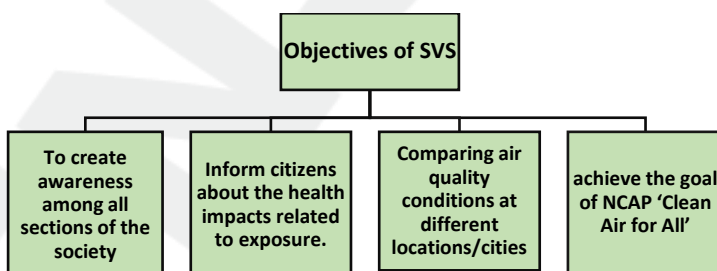 Objectives of SVS
To create
awareness
among all
sections of the
society
Inform citizens
about the health
impacts related
to exposure.
Comparing air
quality
conditions at
different
locations/cities
achieve the goal
of NCAP ‘Clean
Air for All’